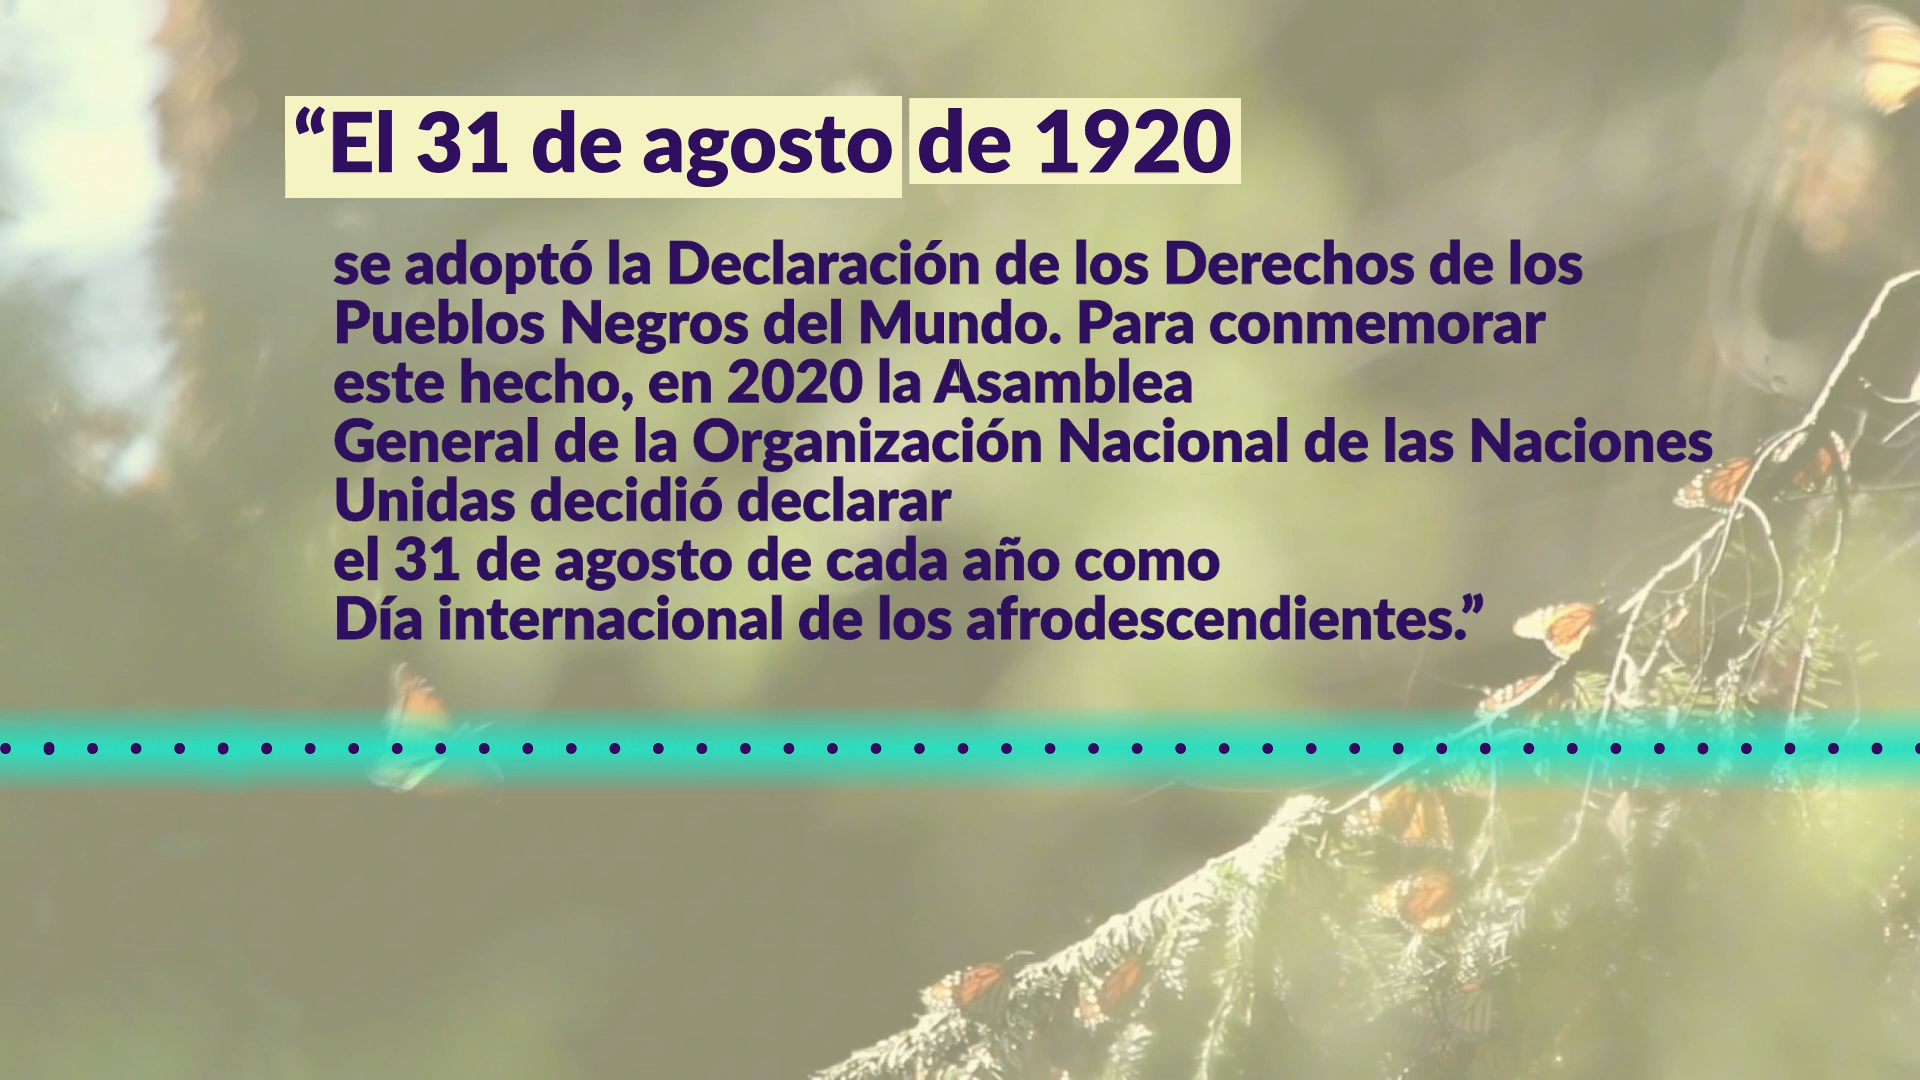 “El 31 de agosto de 1920
se adoptó la Declaración de los Derechos de los
Pueblos Negros del Mundo. Para conmemorar
este hecho, en 2020 la Asamblea
General de la Organización Nacional de las Naciones
Unidas decidió declarar
el 31 de agosto de cada año como
Día internacional de los afrodescendientes.”